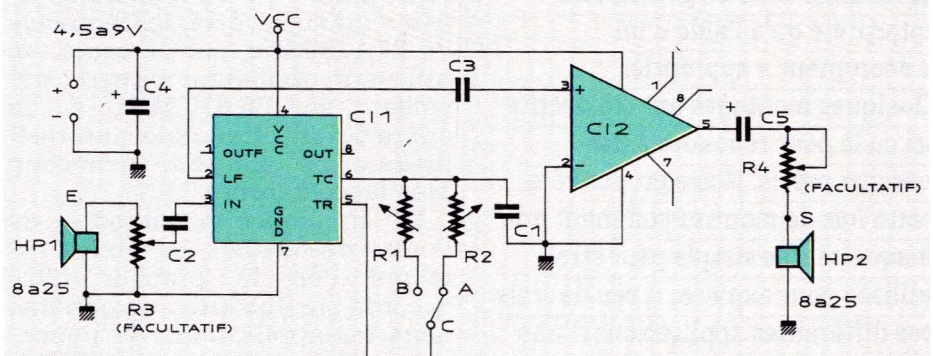 4,5a9V
VCC
+
-
C4
+
C3
CI1
4
VCC
1 OUTF OUT 8
2 LF TC 6
3 IN TR 5
GND
7
E
HP1
8a25
C2
R3
(FACULTATIF)
R1
R2
B
A
C
C1
3 +
2 -
CI2
1
8
5
7
4
+
C5
R4
(FACULTATIF)
S
HP2
8a25